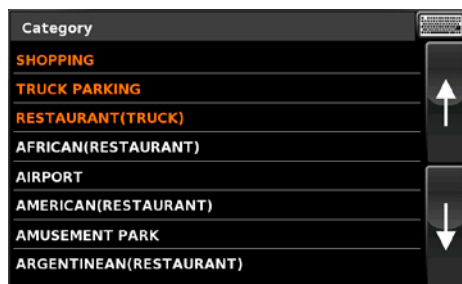 Category
SHOPPING
TRUCK PARKING
RESTAURANT(TRUCK)
AFRICAN(RESTAURANT)
AIRPORT
AMERICAN(RESTAURANT)
AMUSEMENT PARK
ARGENTINEAN(RESTAURANT)